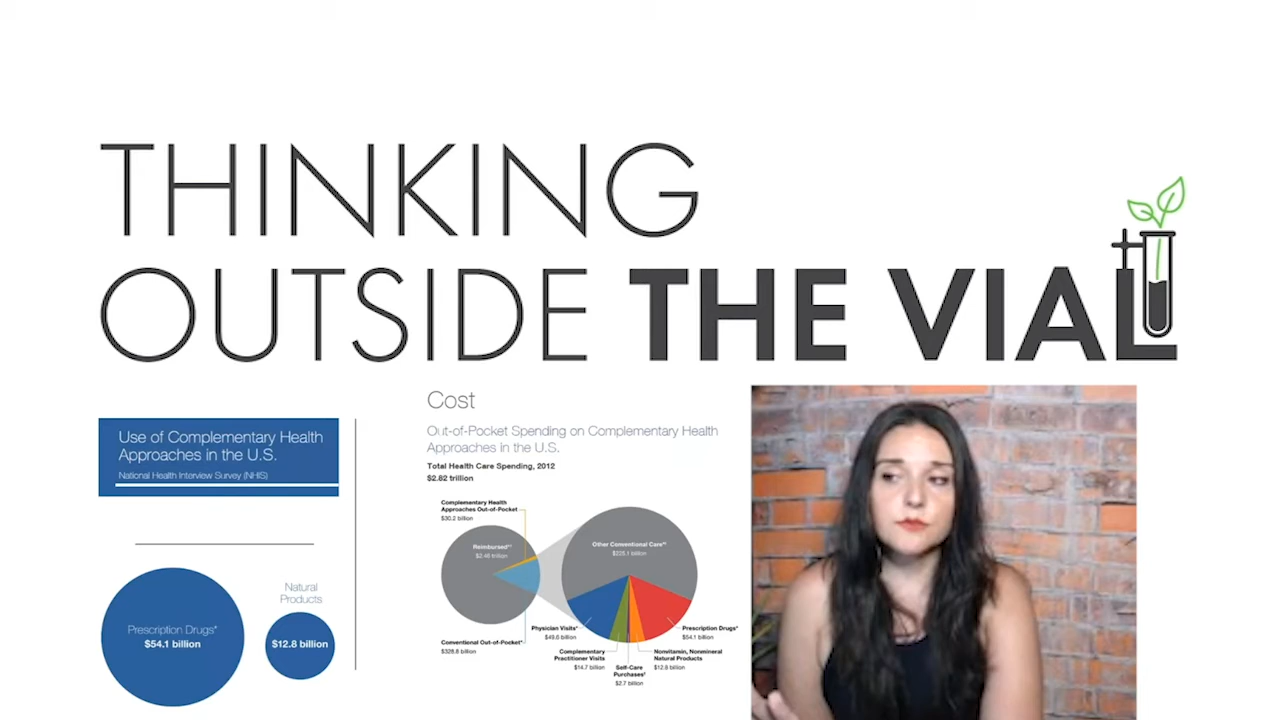 THINKING
OUTSIDE THE VIAL
Use of Complementary Health
Approaches in the U.S.
National Health Interview Survey (NHIS)
Prescription Drugs*
$54.1 billion
Natural
Products
$12.8 billion
Cost
Out-of-Pocket Spending on Complementary Health
Approaches in the U.S.
Total Health Care Spending, 2012
$2.82 trillion
Complementary Health
Approaches Out-of-Pocket
$30.2 billion
Reimbursed
Conventional Out-of-Pocket*
$328.8 billion
Other Conventional Care
Physician Visits*
$49.6 billion
Complementary
Practitioner Visits
$14.7 billion
Self-Care
Purchases
$2.7 billion
Nonvitamin, Nonmineral
Natural Products
$12.8 billion
Prescription Drugs*
$54.1 billion